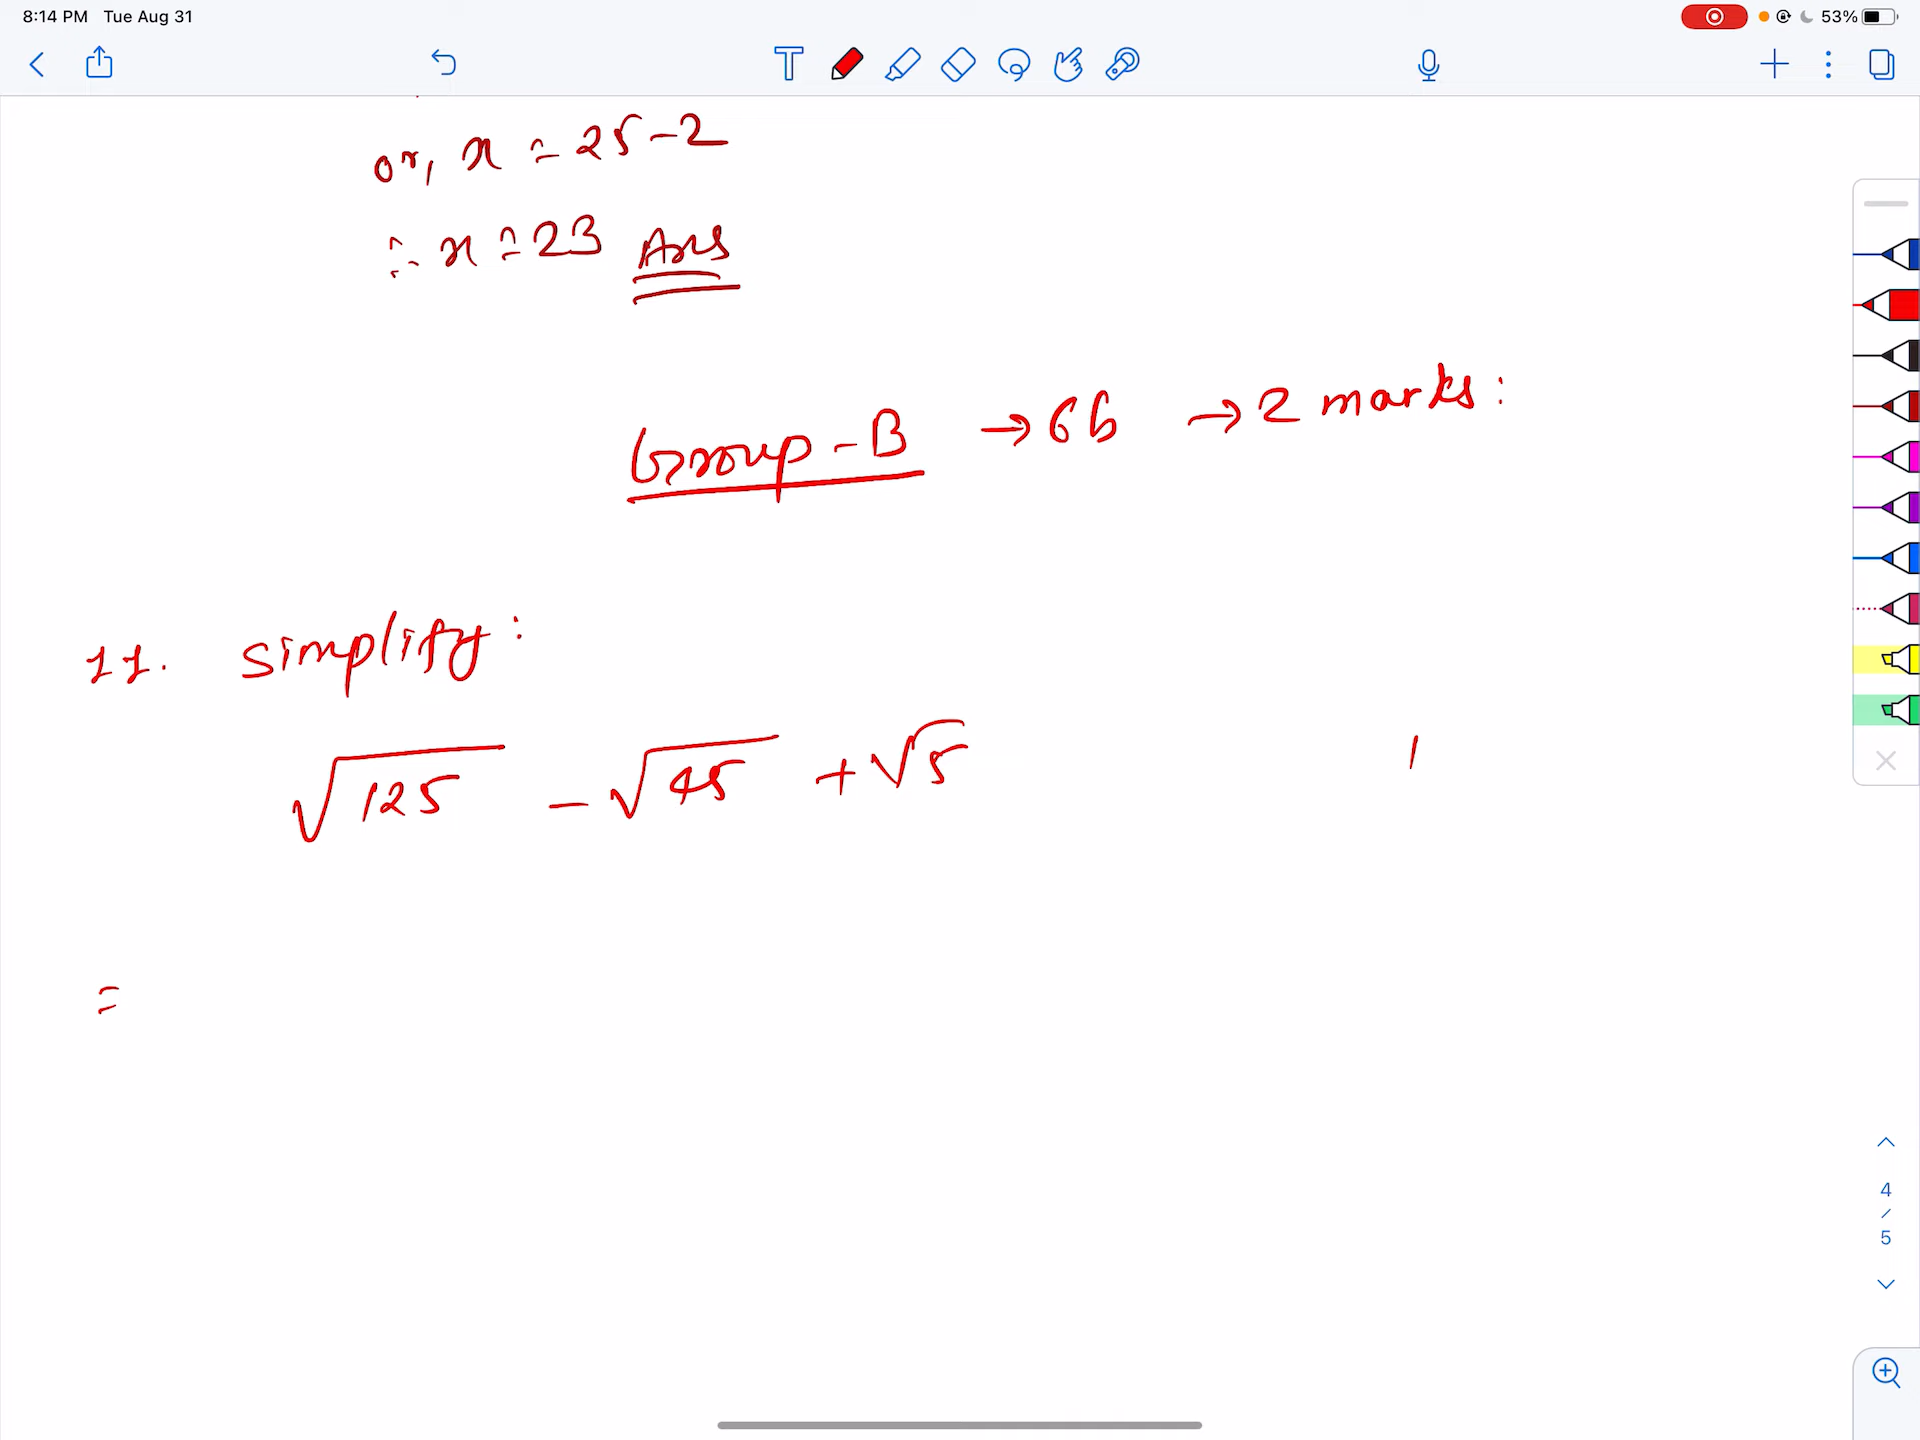 8:14 PM Tue Aug 31
53%
or, x = 25-2
∴ x = 23 Ans
Group-B → 6b → 2 marks:
11. simplify:
√125 - √45 + √5
=
4
/
5